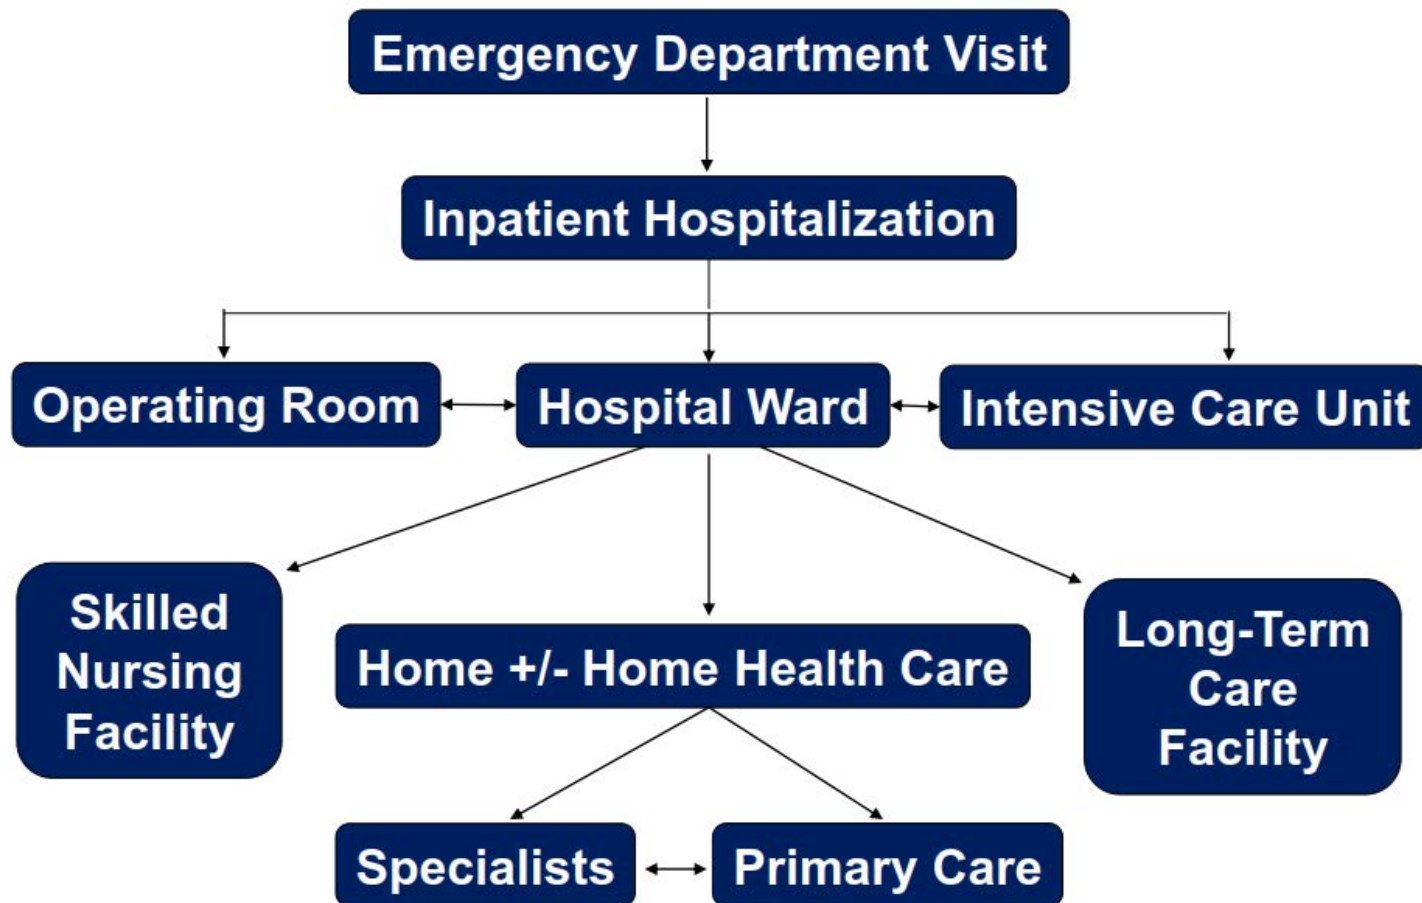 Emergency Department Visit
Inpatient Hospitalization
Operating Room
Hospital Ward
Intensive Care Unit
Skilled
Nursing
Facility
Home +/- Home Health Care
Long-Term
Care
Facility
Specialists
Primary Care